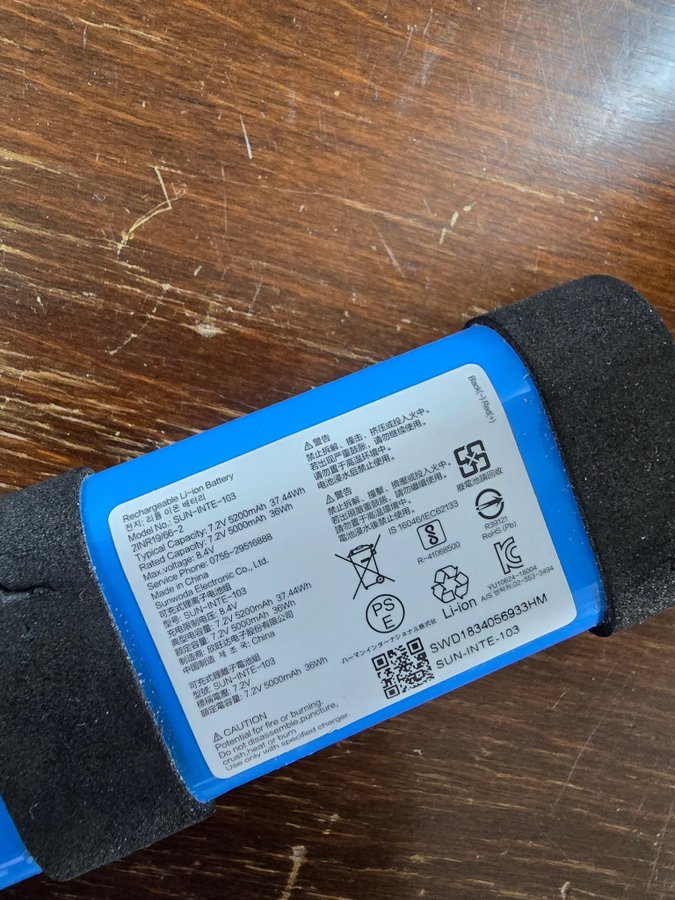 Rechargeable Li-ion Battery
전지: 리튬 이온 배터리
Model No.: SUN-INTE-103
2INR19/66-2
Typical Capacity: 7.2V 5200mAh 37.44Wh
Rated Capacity: 7.2V 5000mAh 36Wh
Max.voltage: 8.4V
Service Phone: 0755-29516888
Made in China
Sunwoda Electronic Co., Ltd.
可充式锂离子电池组
型号: SUN-INTE-103
充电限制电压: 8.4V
典型容量: 7.2V 5200mAh 37.44Wh
额定容量: 7.2V 5000mAh 36Wh
制造商: 欣旺达电子股份有限公司
中国制造 제 조 국: China
可充式鋰離子電池組
型號: SUN-INTE-103
標稱電壓: 7.2V
額定電容量: 7.2V 5000mAh 36Wh
⚠ CAUTION
Potential for fire or burning.
Do not disassemble,puncture,
crush,heat or burn.
Use only with specified charger.
⚠ 警告
禁止拆解、撞击、挤压或投入火中。
若出现严重鼓胀，请勿继续使用。
请勿置于高温环境中。
电池浸水后禁止使用。
⚠ 警告
禁止拆解、撞擊、擠壓或投入火中。
若出現嚴重鼓脹，請勿繼續使用。
請勿置於高溫環境中。
電池浸水後禁止使用。
IS 16046/IEC62133
R-41068500
PS
E
Li-ion
ハーマンインターナショナル株式会社
SWD1834056933HM
SUN-INTE-103
Black(-) Red(+)
廢電池請回收
R39121
RoHS (Pb)
YU10624-18004
A/S 연락처:02-553-3494